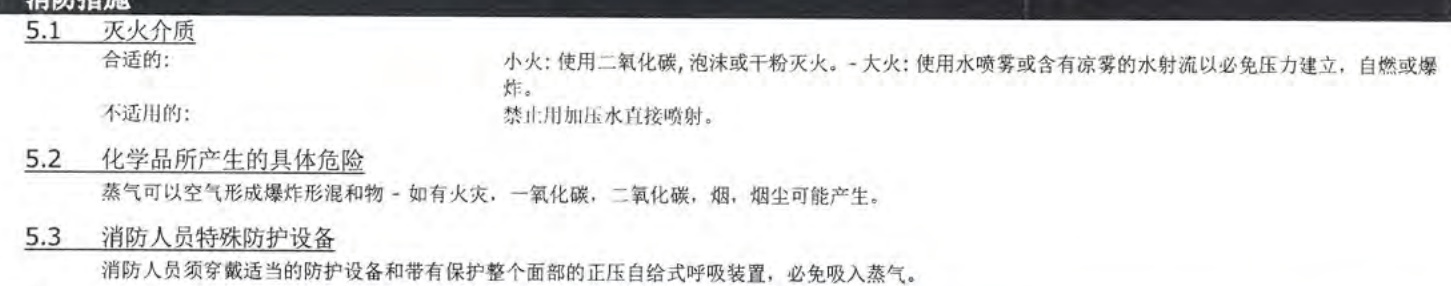 消防措施
5.1 灭火介质
合适的: 小火: 使用二氧化碳, 泡沫或干粉灭火。- 大火: 使用水喷雾或含有凉雾的水射流以必免压力建立，自燃或爆
炸。
不适用的: 禁止用加压水直接喷射。
5.2 化学品所产生的具体危险
蒸气可以空气形成爆炸形混和物 - 如有火灾，一氧化碳，二氧化碳，烟，烟尘可能产生。
5.3 消防人员特殊防护设备
消防人员须穿戴适当的防护设备和带有保护整个面部的正压自给式呼吸装置，必免吸入蒸气。